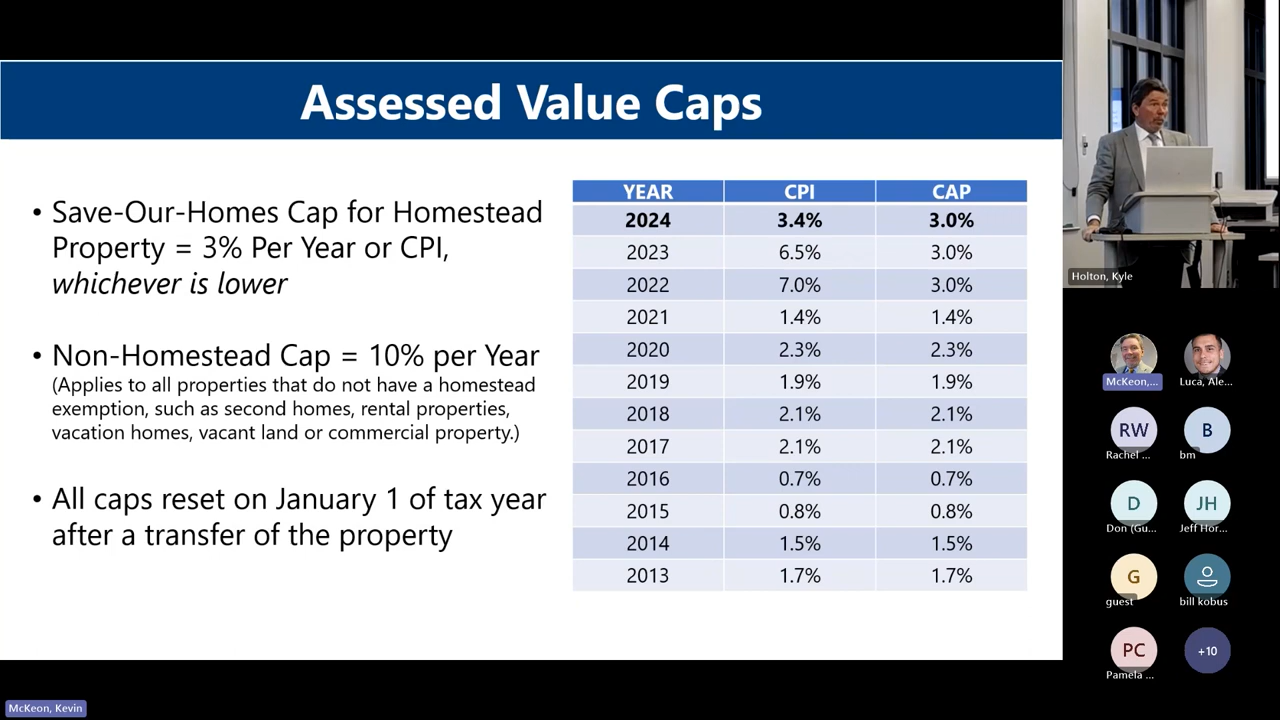 Assessed Value Caps
• Save-Our-Homes Cap for Homestead
Property = 3% Per Year or CPI,
whichever is lower
• Non-Homestead Cap = 10% per Year
(Applies to all properties that do not have a homestead
exemption, such as second homes, rental properties,
vacation homes, vacant land or commercial property.)
• All caps reset on January 1 of tax year
after a transfer of the property
YEAR CPI CAP
2024 3.4% 3.0%
2023 6.5% 3.0%
2022 7.0% 3.0%
2021 1.4% 1.4%
2020 2.3% 2.3%
2019 1.9% 1.9%
2018 2.1% 2.1%
2017 2.1% 2.1%
2016 0.7% 0.7%
2015 0.8% 0.8%
2014 1.5% 1.5%
2013 1.7% 1.7%
Holton, Kyle
McKeon,... Luca, Ale...
RW B
Rachel ... bm
D JH
Don (Gu... Jeff Hor...
G
guest bill kobus
PC +10
Pamela ...
McKeon, Kevin